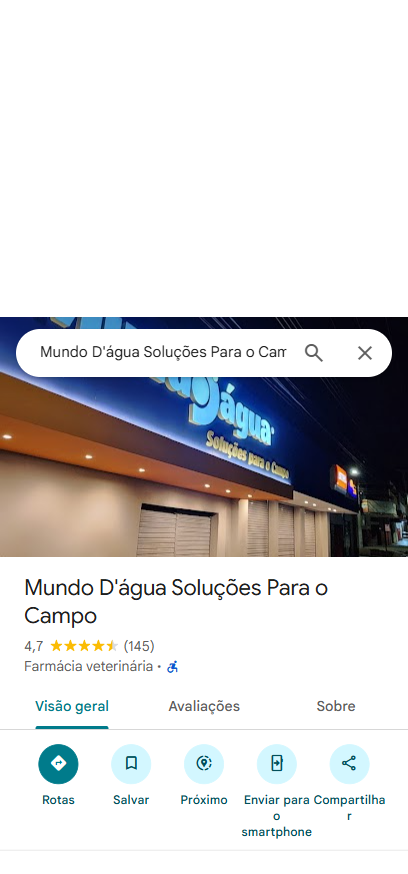 Mundo D'água Soluções Para o Cam
d'água
Soluções para o Campo
Mundo D'água Soluções Para o
Campo
4,7 (145)
Farmácia veterinária ·
Visão geral Avaliações Sobre
Rotas Salvar Próximo Enviar para o smartphone Compartilhar